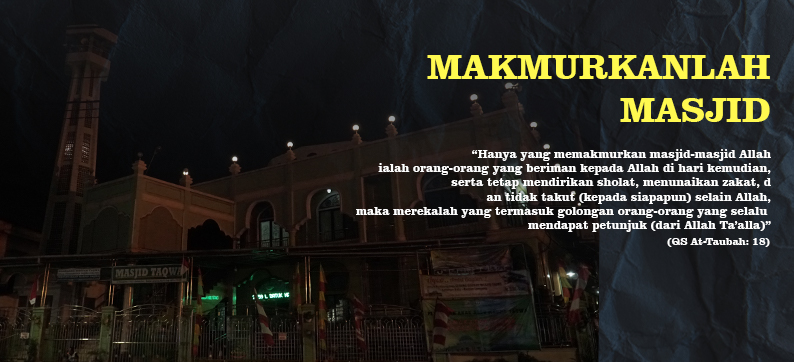 MAKMURKANLAH
MASJID
“Hanya yang memakmurkan masjid-masjid Allah
ialah orang-orang yang beriman kepada Allah di hari kemudian,
serta tetap mendirikan sholat, menunaikan zakat, d
an tidak takut (kepada siapapun) selain Allah,
maka merekalah yang termasuk golongan orang-orang yang selalu
mendapat petunjuk (dari Allah Ta'alla)”
(QS At-Taubah: 18)
MASJID TAQWA